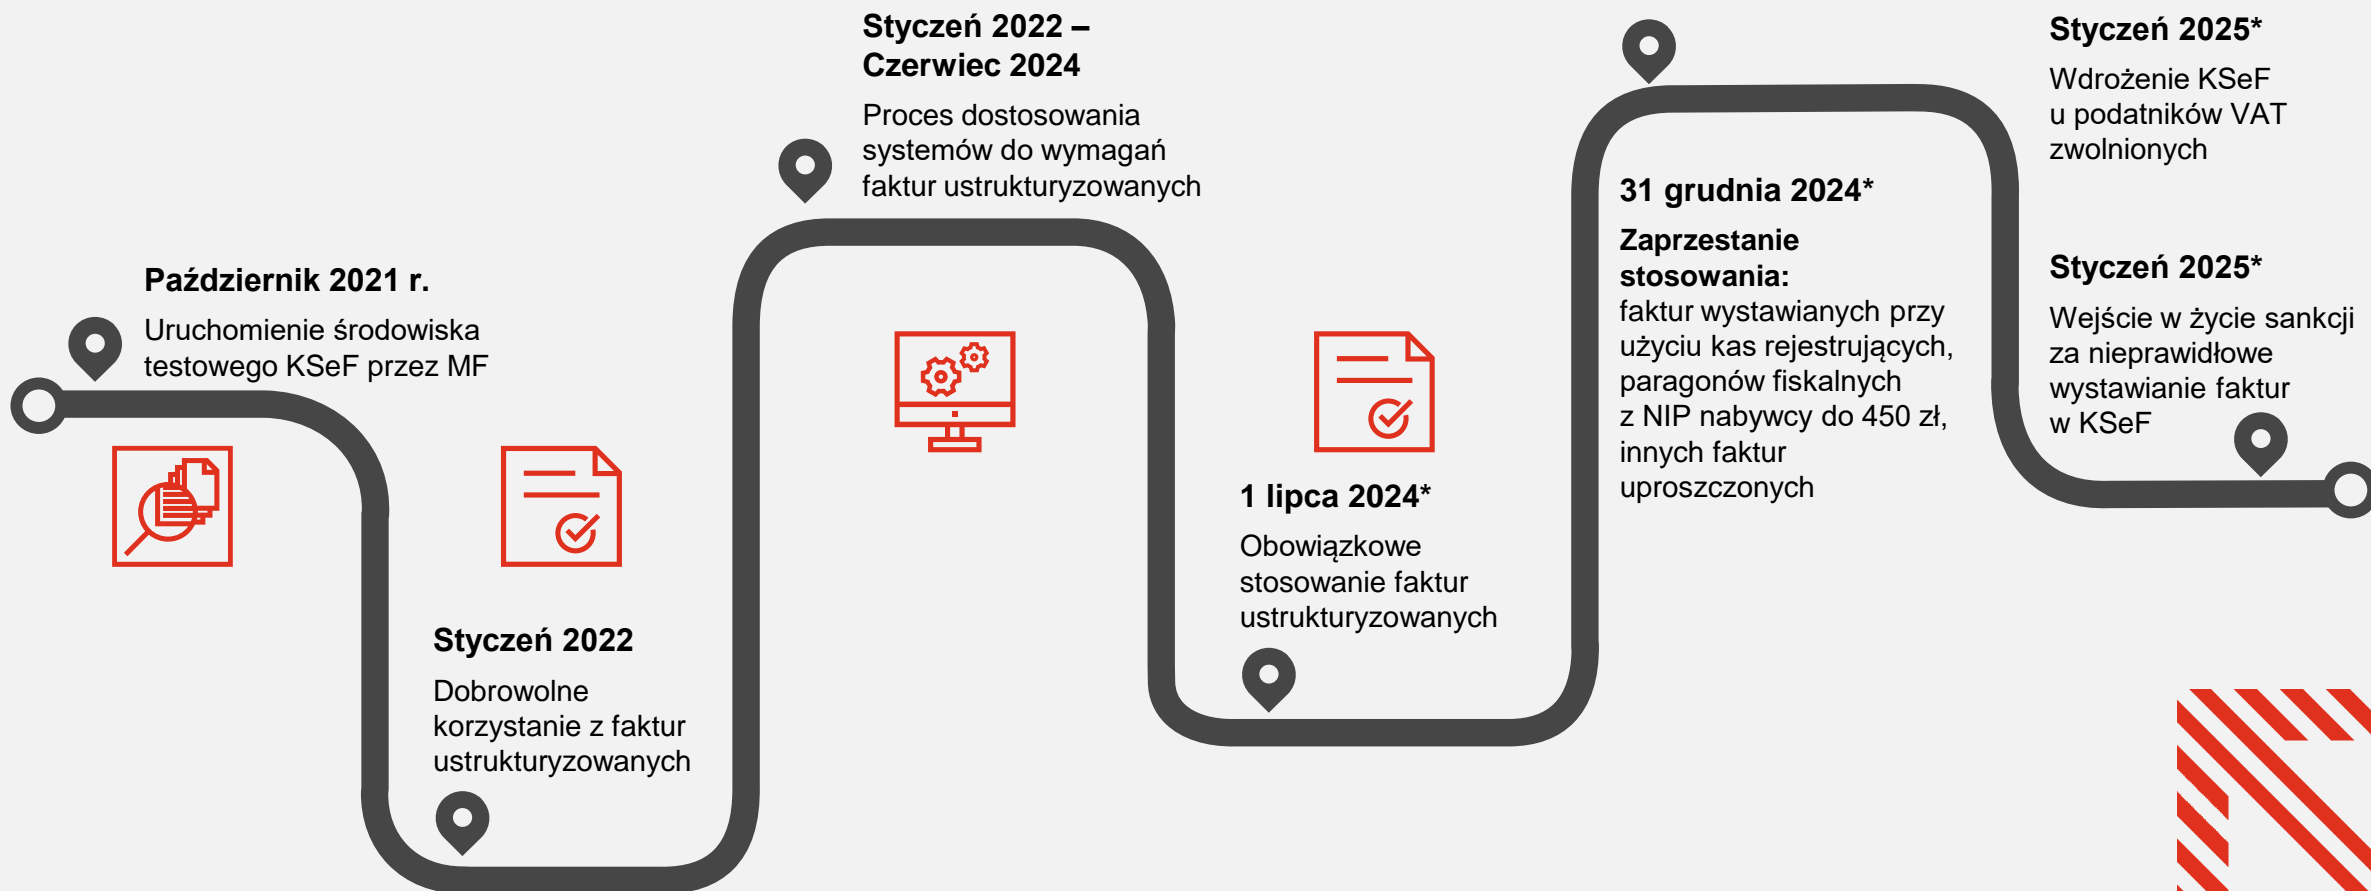 Październik 2021 r.
Uruchomienie środowiska
testowego KSeF przez MF
Styczeń 2022
Dobrowolne
korzystanie z faktur
ustrukturyzowanych
Styczeń 2022 –
Czerwiec 2024
Proces dostosowania
systemów do wymagań
faktur ustrukturyzowanych
1 lipca 2024*
Obowiązkowe
stosowanie faktur
ustrukturyzowanych
31 grudnia 2024*
Zaprzestanie
stosowania:
faktur wystawianych przy
użyciu kas rejestrujących,
paragonów fiskalnych
z NIP nabywcy do 450 zł,
innych faktur
uproszczonych
Styczeń 2025*
Wdrożenie KSeF
u podatników VAT
zwolnionych
Styczeń 2025*
Wejście w życie sankcji
za nieprawidłowe
wystawianie faktur
w KSeF